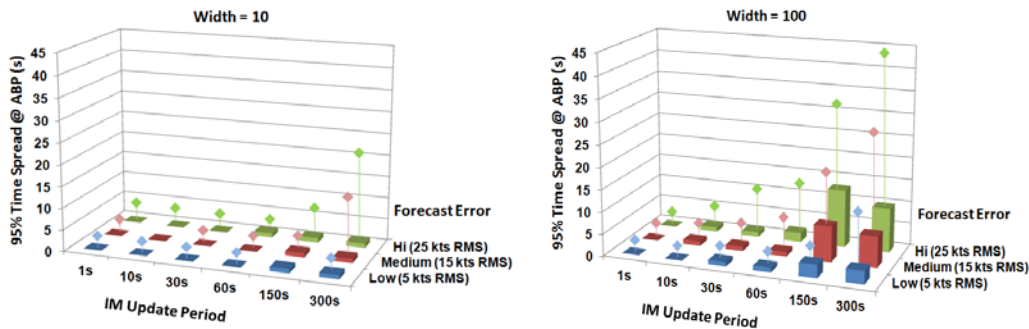 Width = 10
95% Time Spread @ ABP (s)
45
40
35
30
25
20
15
10
5
0
1s
10s
30s
60s
150s
300s
IM Update Period
Forecast Error
Hi (25 kts RMS)
Medium (15 kts RMS)
Low (5 kts RMS)
Width = 100
95% Time Spread @ ABP (s)
45
40
35
30
25
20
15
10
5
0
1s
10s
30s
60s
150s
300s
IM Update Period
Forecast Error
Hi (25 kts RMS)
Medium (15 kts RMS)
Low (5 kts RMS)